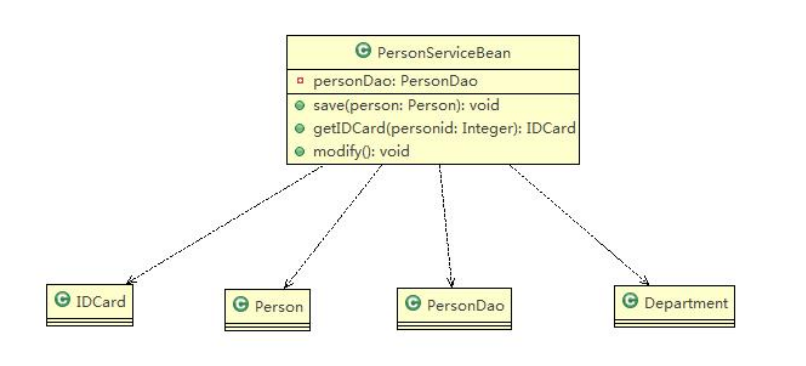 C PersonServiceBean
personDao: PersonDao
save(person: Person): void
getIDCard(personid: Integer): IDCard
modify(): void
C IDCard
C Person
C PersonDao
C Department